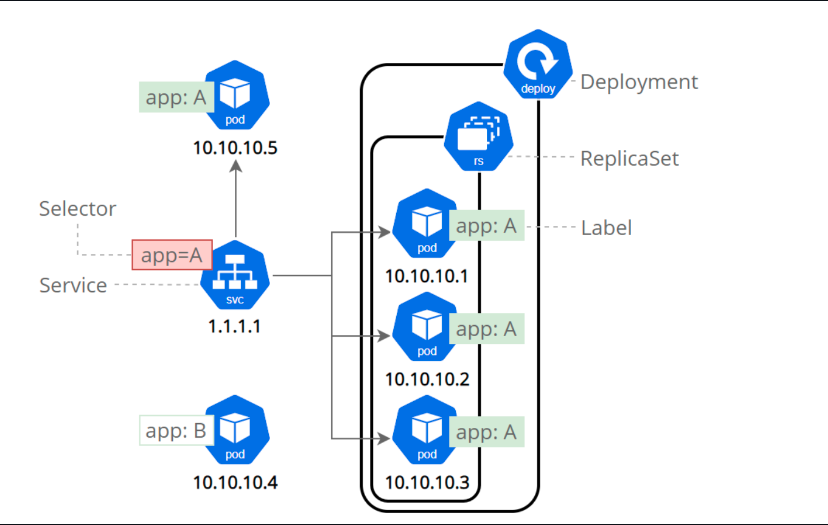 deploy
Deployment
app: A
pod
10.10.10.5
rs
ReplicaSet
Selector
app: A
Label
pod
10.10.10.1
app=A
Service
svc
1.1.1.1
app: A
pod
10.10.10.2
app: B
pod
10.10.10.4
app: A
pod
10.10.10.3